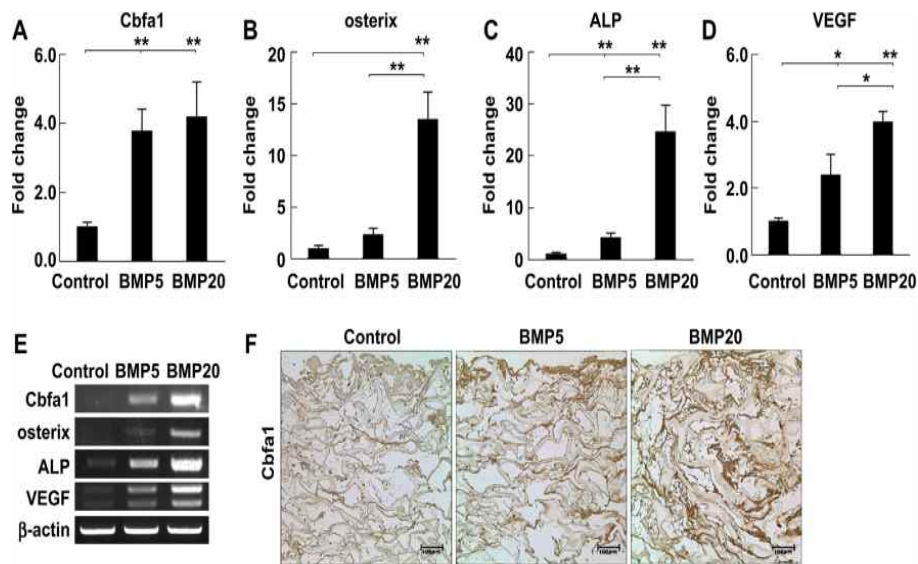 A
Cbfa1
** **
Fold change
6.0
4.0
2.0
0.0
Control BMP5 BMP20
B
osterix
**
**
Fold change
20
15
10
5
0
Control BMP5 BMP20
C
ALP
** **
**
Fold change
40
30
20
10
0
Control BMP5 BMP20
D
VEGF
* **
*
Fold change
6.0
4.0
2.0
0.0
Control BMP5 BMP20
E
Control BMP5 BMP20
Cbfa1
osterix
ALP
VEGF
β-actin
F
Control BMP5 BMP20
Cbfa1
100µm
100µm
100µm